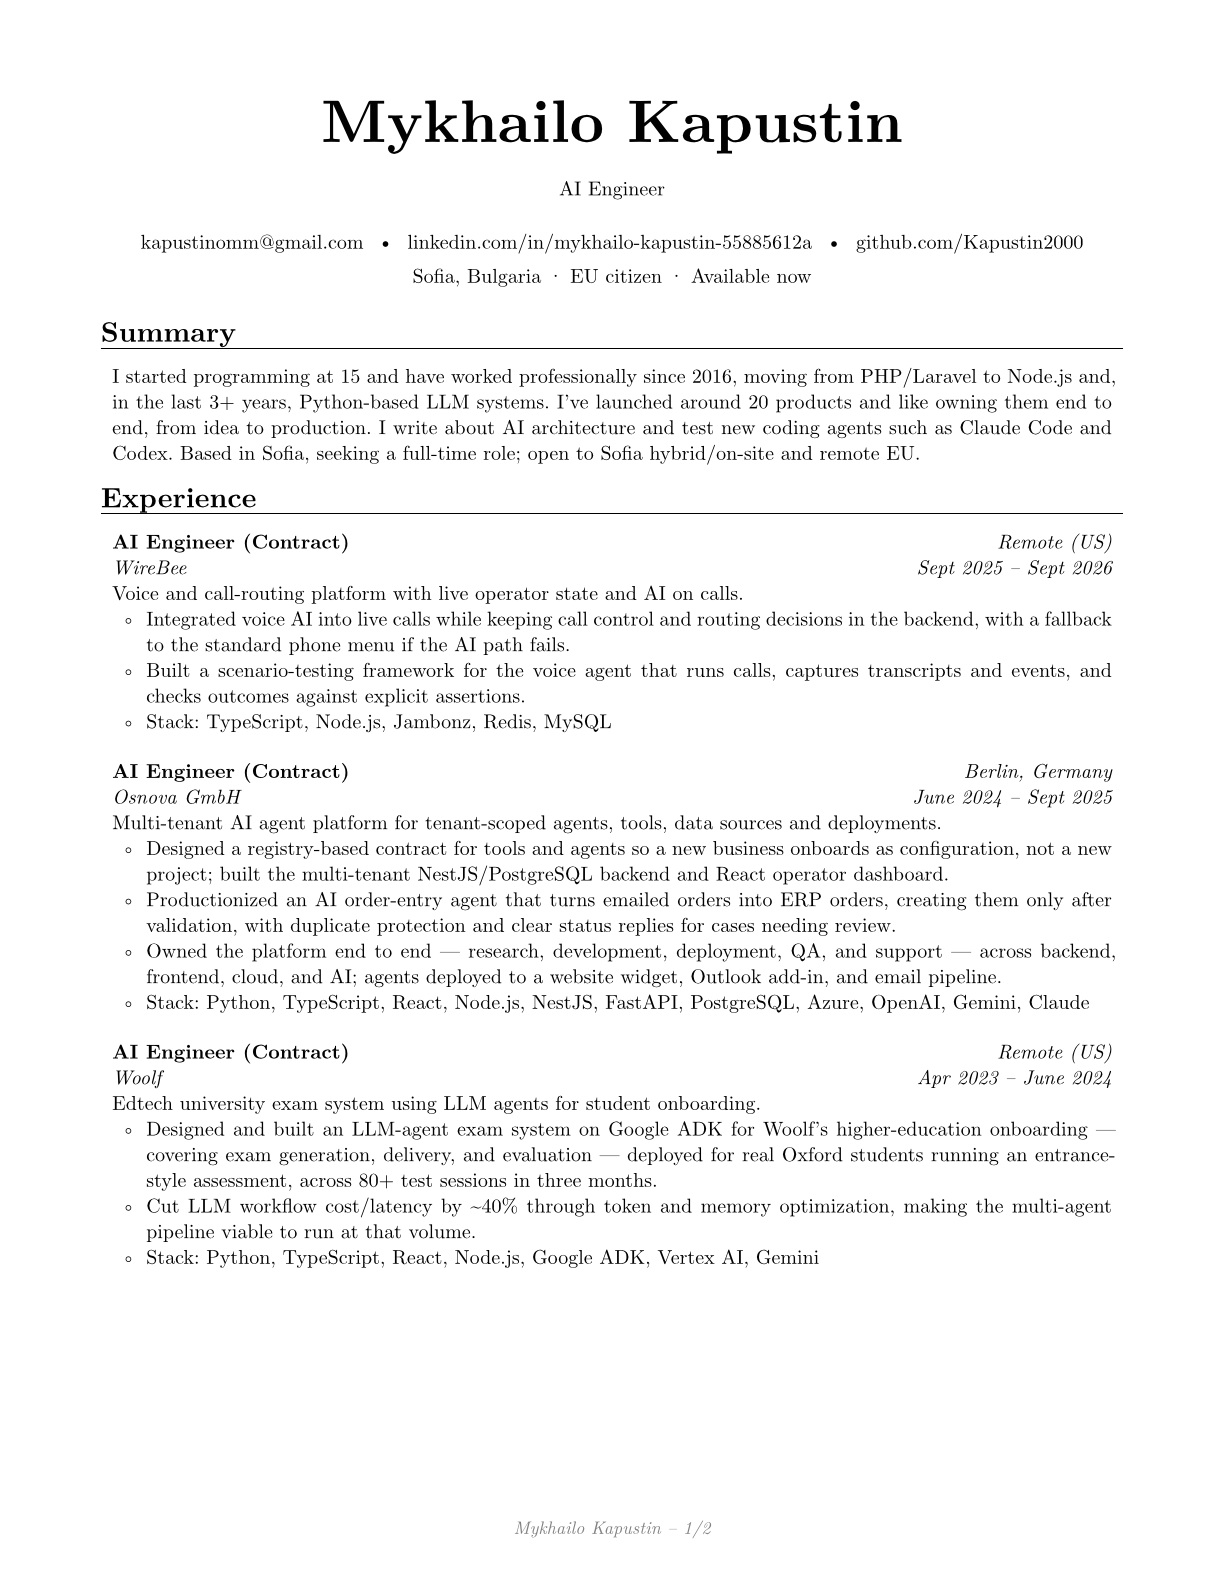 Mykhailo Kapustin
AI Engineer
kapustinomm@gmail.com • linkedin.com/in/mykhailo-kapustin-55885612a • github.com/Kapustin2000
Sofia, Bulgaria · EU citizen · Available now
Summary
I started programming at 15 and have worked professionally since 2016, moving from PHP/Laravel to Node.js and,
in the last 3+ years, Python-based LLM systems. I've launched around 20 products and like owning them end to
end, from idea to production. I write about AI architecture and test new coding agents such as Claude Code and
Codex. Based in Sofia, seeking a full-time role; open to Sofia hybrid/on-site and remote EU.
Experience
AI Engineer (Contract) Remote (US)
WireBee Sept 2025 – Sept 2026
Voice and call-routing platform with live operator state and AI on calls.
◦ Integrated voice AI into live calls while keeping call control and routing decisions in the backend, with a fallback
to the standard phone menu if the AI path fails.
◦ Built a scenario-testing framework for the voice agent that runs calls, captures transcripts and events, and
checks outcomes against explicit assertions.
◦ Stack: TypeScript, Node.js, Jambonz, Redis, MySQL
AI Engineer (Contract) Berlin, Germany
Osnova GmbH June 2024 – Sept 2025
Multi-tenant AI agent platform for tenant-scoped agents, tools, data sources and deployments.
◦ Designed a registry-based contract for tools and agents so a new business onboards as configuration, not a new
project; built the multi-tenant NestJS/PostgreSQL backend and React operator dashboard.
◦ Productionized an AI order-entry agent that turns emailed orders into ERP orders, creating them only after
validation, with duplicate protection and clear status replies for cases needing review.
◦ Owned the platform end to end — research, development, deployment, QA, and support — across backend,
frontend, cloud, and AI; agents deployed to a website widget, Outlook add-in, and email pipeline.
◦ Stack: Python, TypeScript, React, Node.js, NestJS, FastAPI, PostgreSQL, Azure, OpenAI, Gemini, Claude
AI Engineer (Contract) Remote (US)
Woolf Apr 2023 – June 2024
Edtech university exam system using LLM agents for student onboarding.
◦ Designed and built an LLM-agent exam system on Google ADK for Woolf's higher-education onboarding —
covering exam generation, delivery, and evaluation — deployed for real Oxford students running an entrance-
style assessment, across 80+ test sessions in three months.
◦ Cut LLM workflow cost/latency by ~40% through token and memory optimization, making the multi-agent
pipeline viable to run at that volume.
◦ Stack: Python, TypeScript, React, Node.js, Google ADK, Vertex AI, Gemini
Mykhailo Kapustin – 1/2